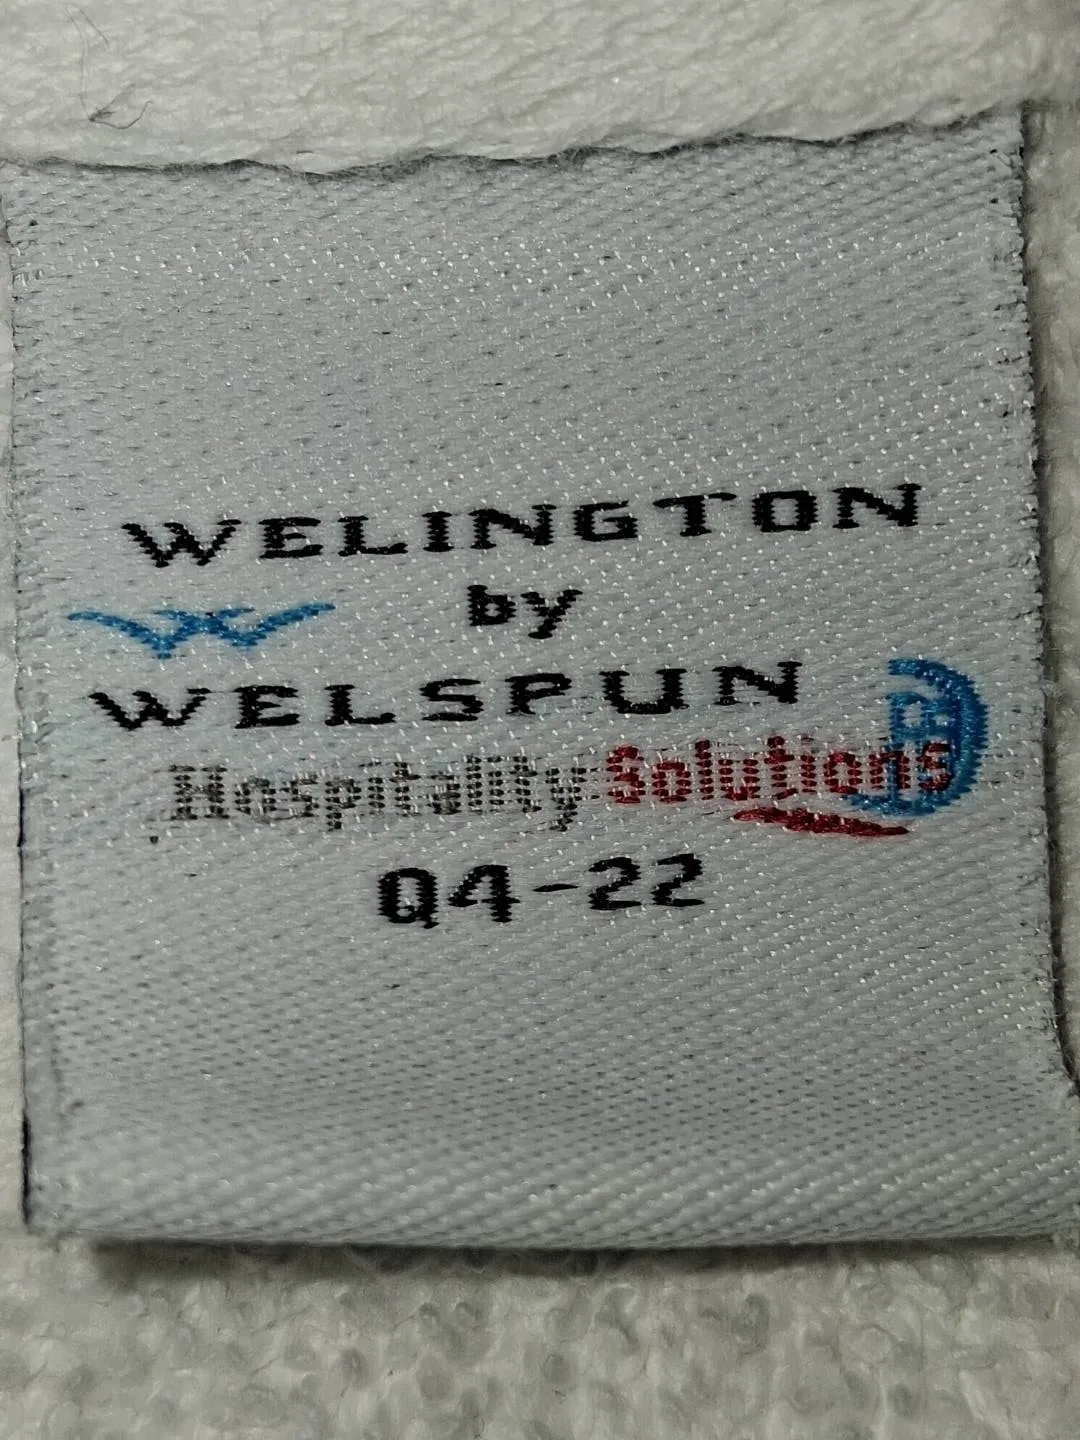 WELINGTON
by
WELSPUN
Hospitality Solutions
Q4-22